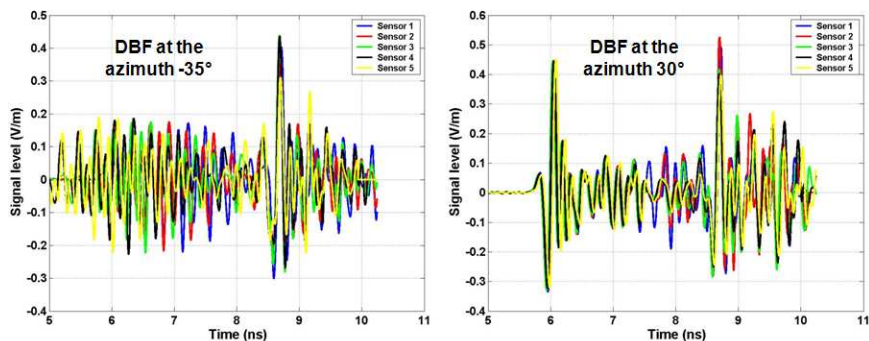 0.5
0.4
0.3
0.2
0.1
0
-0.1
-0.2
-0.3
-0.4
5
6
7
8
9
10
11
Signal level (V/m)
Time (ns)
DBF at the
azimuth -35°
Sensor 1
Sensor 2
Sensor 3
Sensor 4
Sensor 5
0.6
0.5
0.4
0.3
0.2
0.1
0
-0.1
-0.2
-0.3
-0.4
5
6
7
8
9
10
11
Signal level (V/m)
Time (ns)
DBF at the
azimuth 30°
Sensor 1
Sensor 2
Sensor 3
Sensor 4
Sensor 5